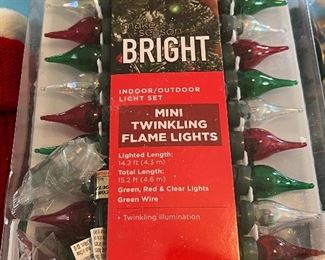 make the
season
BRIGHT
INDOOR/OUTDOOR
LIGHT SET
MINI
TWINKLING
FLAME LIGHTS
Lighted Length:
14.2 ft (4.3 m)
Total Length:
15.2 ft (4.6 m)
Green, Red & Clear Lights
Green Wire
• Twinkling illumination